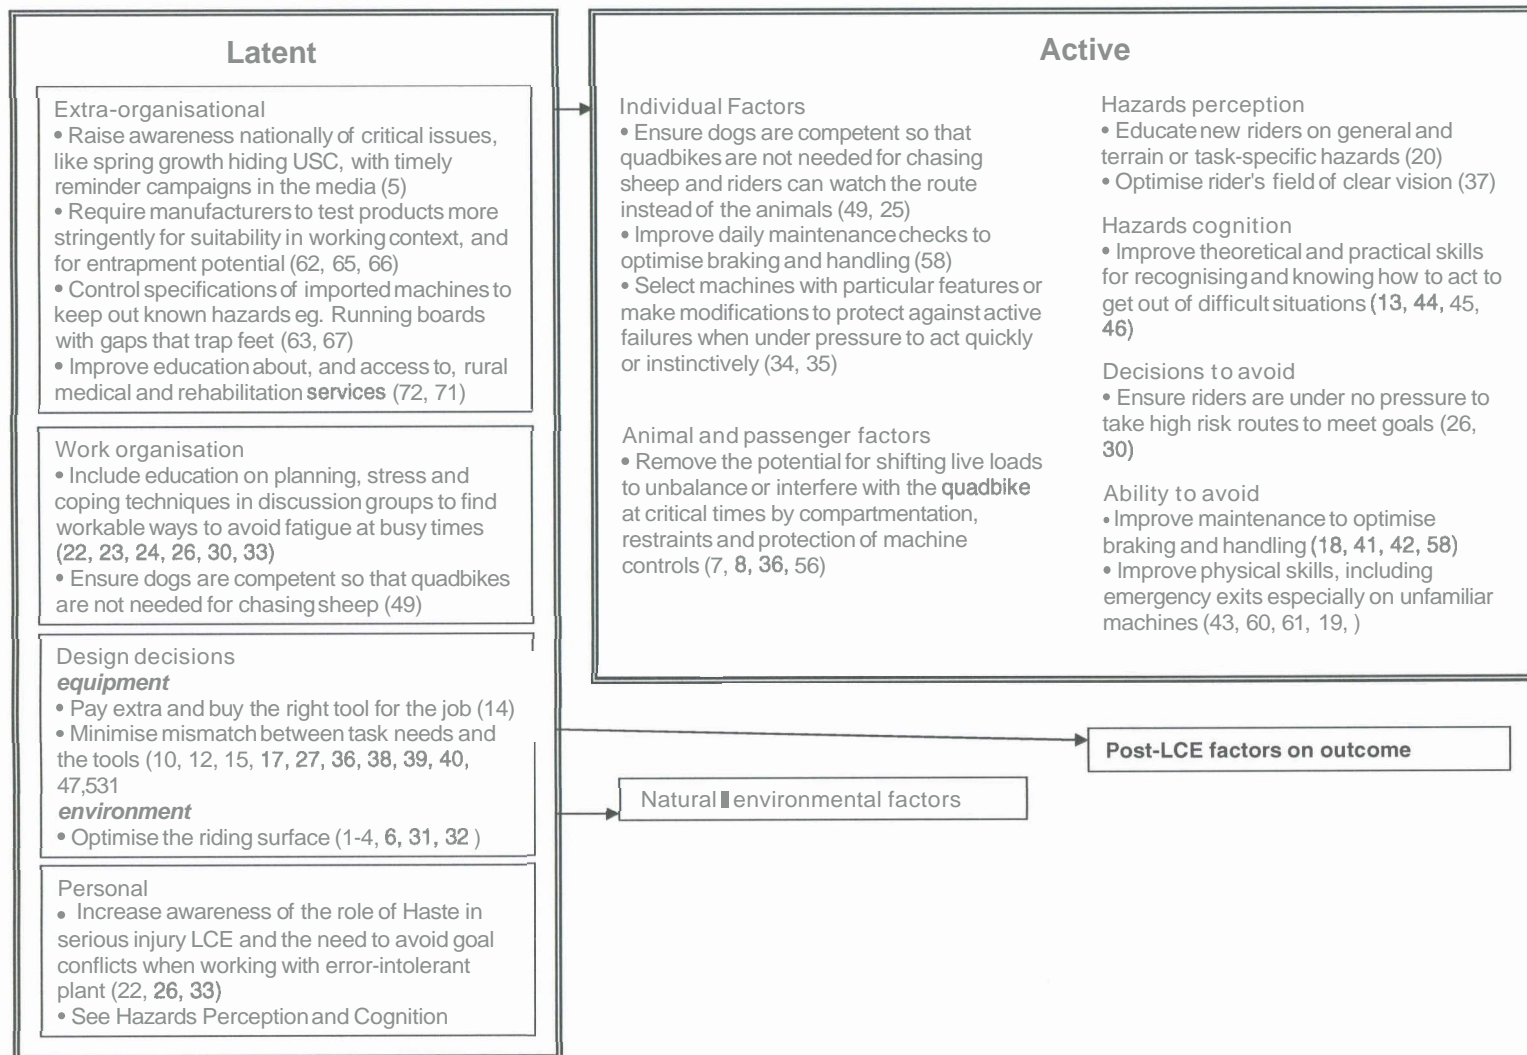 Latent
Extra-organisational
• Raise awareness nationally of critical issues,
like spring growth hiding USC, with timely
reminder campaigns in the media (5)
• Require manufacturers to test products more
stringently for suitability in working context, and
for entrapment potential (62, 65, 66)
• Control specifications of imported machines to
keep out known hazards eg. Running boards
with gaps that trap feet (63, 67)
• Improve education about, and access to, rural
medical and rehabilitation services (72, 71)
Work organisation
• Include education on planning, stress and
coping techniques in discussion groups to find
workable ways to avoid fatigue at busy times
(22, 23, 24, 26, 30, 33)
• Ensure dogs are competent so that quadbikes
are not needed for chasing sheep (49)
Design decisions
equipment
• Pay extra and buy the right tool for the job (14)
• Minimise mismatch between task needs and
the tools (10, 12, 15, 17, 27, 36, 38, 39, 40,
47,531
environment
• Optimise the riding surface (1-4, 6, 31, 32 )
Personal
• Increase awareness of the role of Haste in
serious injury LCE and the need to avoid goal
conflicts when working with error-intolerant
plant (22, 26, 33)
• See Hazards Perception and Cognition
Active
Individual Factors
• Ensure dogs are competent so that
quadbikes are not needed for chasing
sheep and riders can watch the route
instead of the animals (49, 25)
• Improve daily maintenance checks to
optimise braking and handling (58)
• Select machines with particular features or
make modifications to protect against active
failures when under pressure to act quickly
or instinctively (34, 35)
Animal and passenger factors
• Remove the potential for shifting live loads
to unbalance or interfere with the quadbike
at critical times by compartmentation,
restraints and protection of machine
controls (7, 8, 36, 56)
Hazards perception
• Educate new riders on general and
terrain or task-specific hazards (20)
• Optimise rider's field of clear vision (37)
Hazards cognition
• Improve theoretical and practical skills
for recognising and knowing how to act to
get out of difficult situations (13, 44, 45,
46)
Decisions to avoid
• Ensure riders are under no pressure to
take high risk routes to meet goals (26,
30)
Ability to avoid
• Improve maintenance to optimise
braking and handling (18, 41, 42, 58)
• Improve physical skills, including
emergency exits especially on unfamiliar
machines (43, 60, 61, 19, )
Post-LCE factors on outcome
Natural environmental factors